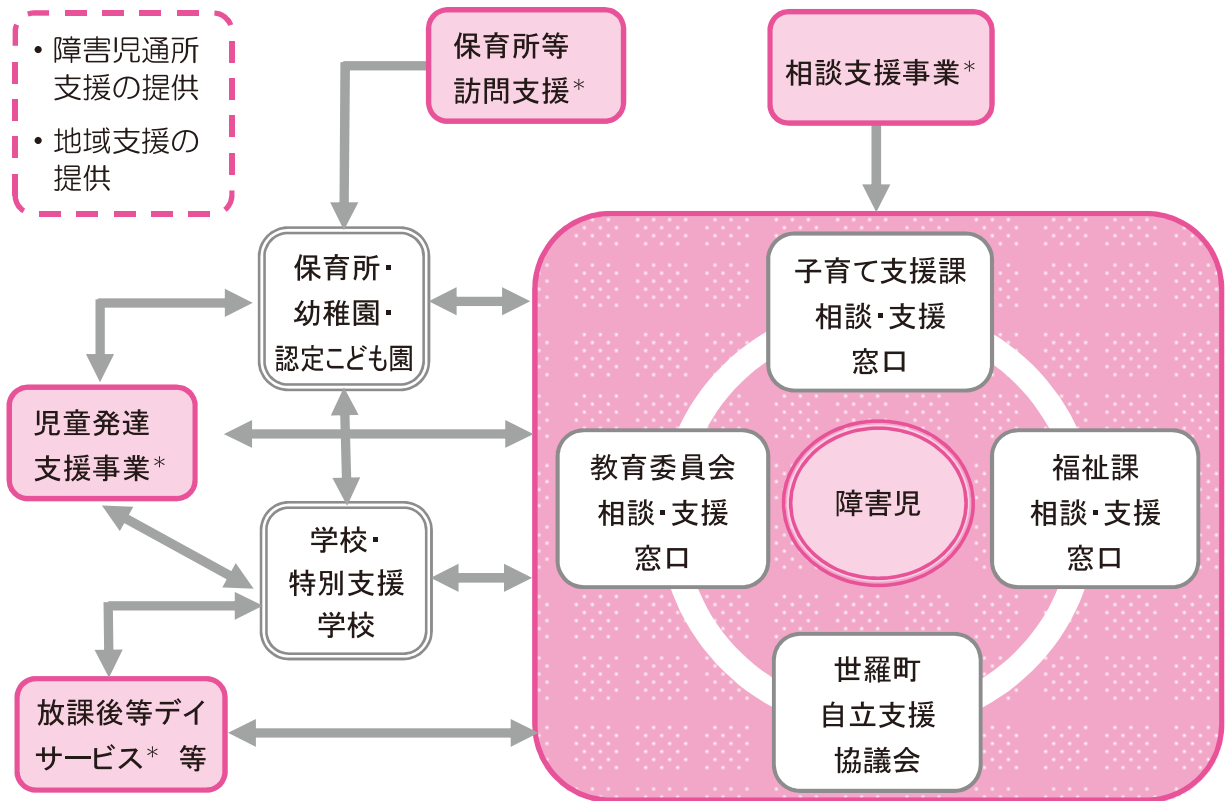 ・障害児通所
支援の提供
・地域支援の
提供
保育所等
訪問支援*
相談支援事業*
保育所・
幼稚園・
認定こども園
児童発達
支援事業*
学校・
特別支援
学校
放課後等デイ
サービス* 等
子育て支援課
相談・支援
窓口
教育委員会
相談・支援
窓口
障害児
福祉課
相談・支援
窓口
世羅町
自立支援
協議会